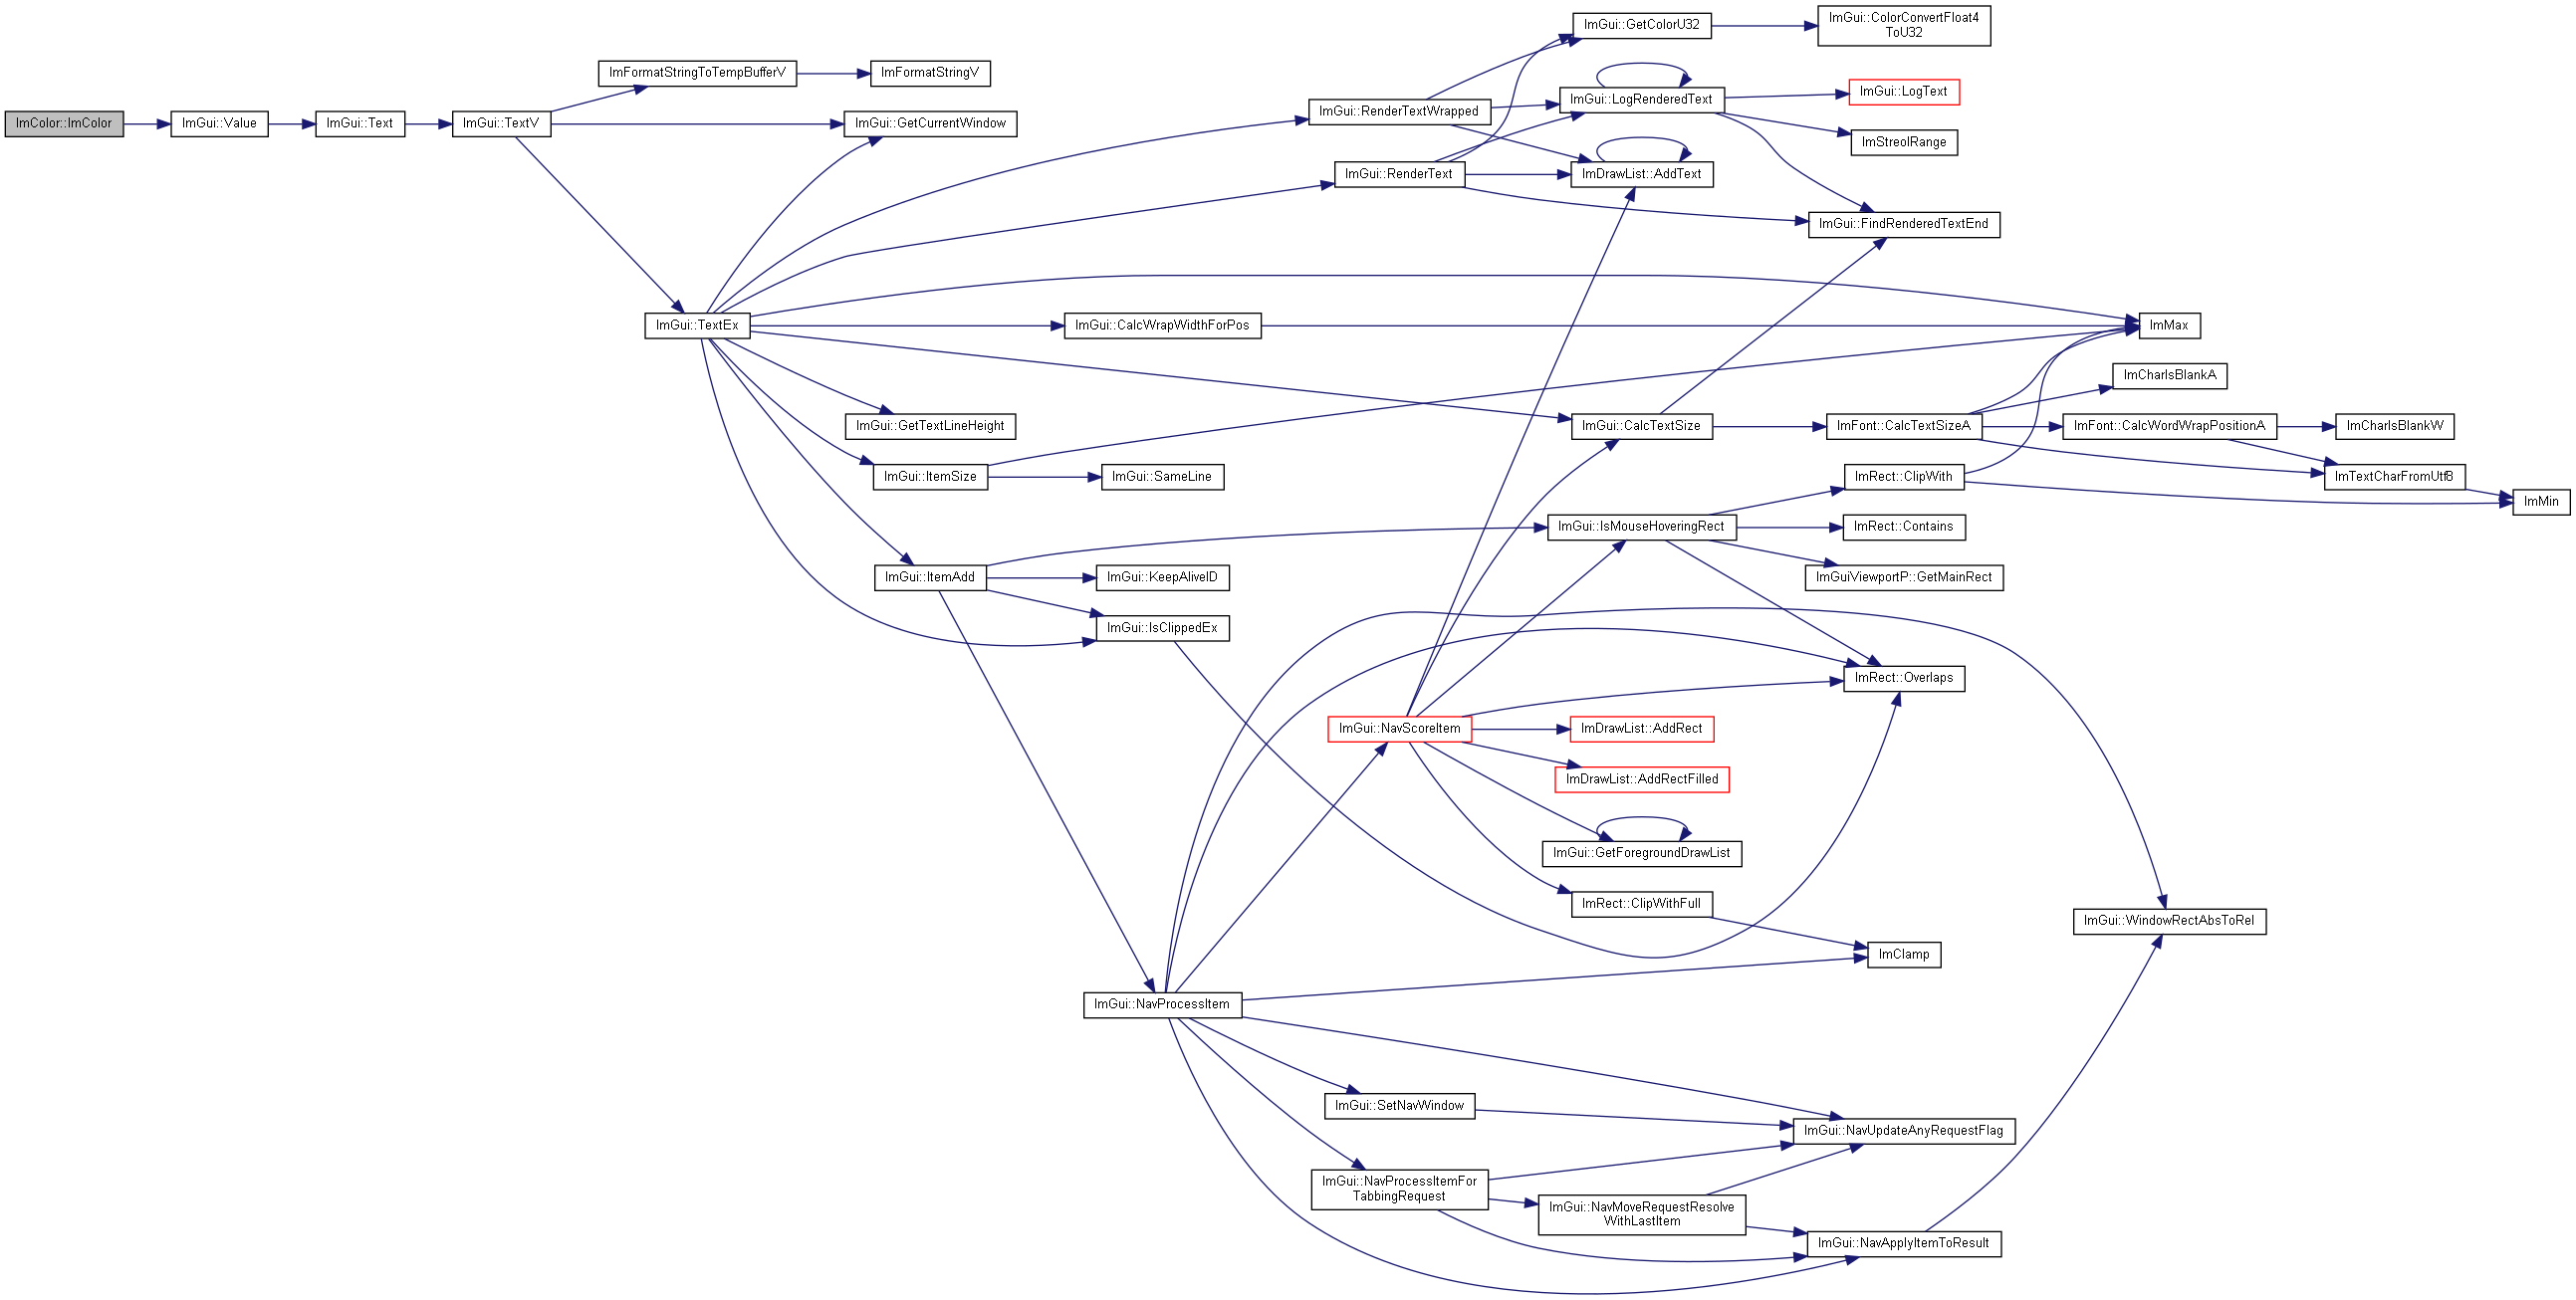 ImColor::ImColor
ImGui::Value
ImGui::Text
ImGui::TextV
ImFormatStringToTempBufferV
ImFormatStringV
ImGui::GetCurrentWindow
ImGui::TextEx
ImGui::RenderTextWrapped
ImGui::GetColorU32
ImGui::ColorConvertFloat4
ToU32
ImGui::LogRenderedText
ImGui::LogText
ImStreolRange
ImGui::RenderText
ImDrawList::AddText
ImGui::FindRenderedTextEnd
ImGui::CalcWrapWidthForPos
ImMax
ImGui::GetTextLineHeight
ImGui::CalcTextSize
ImFont::CalcTextSizeA
ImCharIsBlankA
ImFont::CalcWordWrapPositionA
ImCharIsBlankW
ImTextCharFromUtf8
ImMin
ImGui::ItemSize
ImGui::SameLine
ImRect::ClipWith
ImGui::IsMouseHoveringRect
ImRect::Contains
ImGuiViewportP::GetMainRect
ImGui::ItemAdd
ImGui::KeepAliveID
ImGui::IsClippedEx
ImRect::Overlaps
ImGui::NavScoreItem
ImDrawList::AddRect
ImDrawList::AddRectFilled
ImGui::GetForegroundDrawList
ImRect::ClipWithFull
ImGui::WindowRectAbsToRel
ImClamp
ImGui::NavProcessItem
ImGui::SetNavWindow
ImGui::NavUpdateAnyRequestFlag
ImGui::NavProcessItemFor
TabbingRequest
ImGui::NavMoveRequestResolve
WithLastItem
ImGui::NavApplyItemToResult